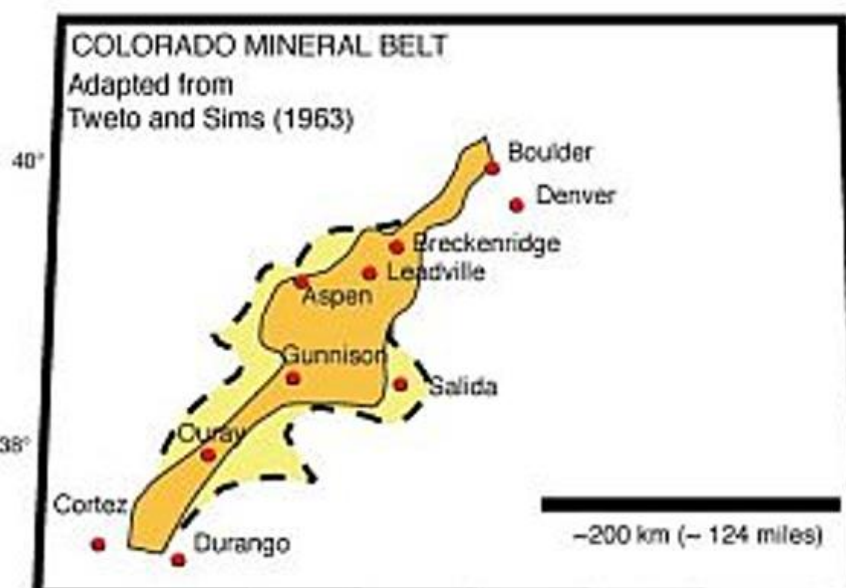 COLORADO MINERAL BELT
Adapted from
Tweto and Sims (1963)
40°
Boulder
Denver
Breckenridge
Leadville
Aspen
Gunnison
Salida
38°
Ouray
Cortez
Durango
~200 km (~ 124 miles)